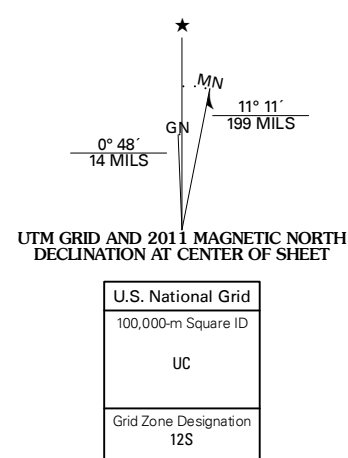 ★
MN
GN
11° 11´
199 MILS
0° 48´
14 MILS
UTM GRID AND 2011 MAGNETIC NORTH
DECLINATION AT CENTER OF SHEET
U.S. National Grid
100,000-m Square ID
UC
Grid Zone Designation
12S